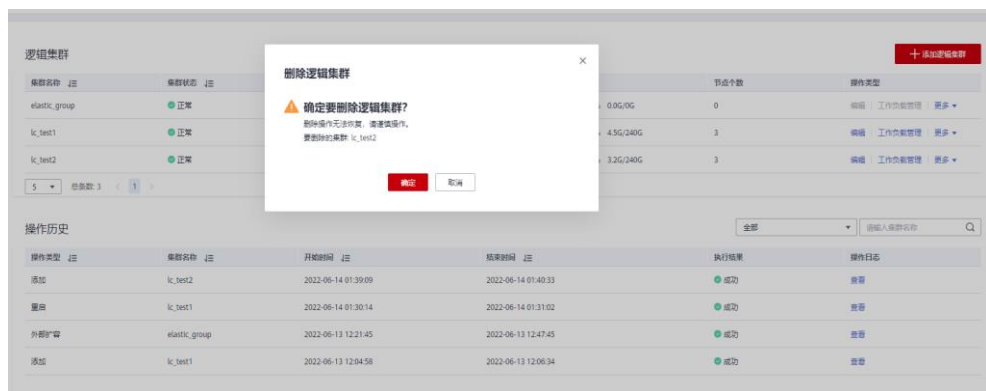 逻辑集群
添加逻辑集群
集群名称 集群状态 节点个数 操作类型
elastic_group 正常 0.0G/0G 0 编辑 工作负载管理 更多
lc_test1 正常 4.5G/240G 3 编辑 工作负载管理 更多
lc_test2 正常 3.2G/240G 3 编辑 工作负载管理 更多
5 总条数: 3 < 1 >
删除逻辑集群
确定要删除逻辑集群?
删除操作无法恢复,请谨慎操作。
要删除的集群: lc_test2
确定 取消
操作历史
全部 请输入集群名称
操作类型 集群名称 开始时间 结束时间 执行结果 操作日志
添加 lc_test2 2022-06-14 01:39:09 2022-06-14 01:40:33 成功 查看
重启 lc_test1 2022-06-14 01:30:14 2022-06-14 01:31:02 成功 查看
外部扩容 elastic_group 2022-06-13 12:21:45 2022-06-13 12:47:45 成功 查看
添加 lc_test1 2022-06-13 12:04:58 2022-06-13 12:06:34 成功 查看